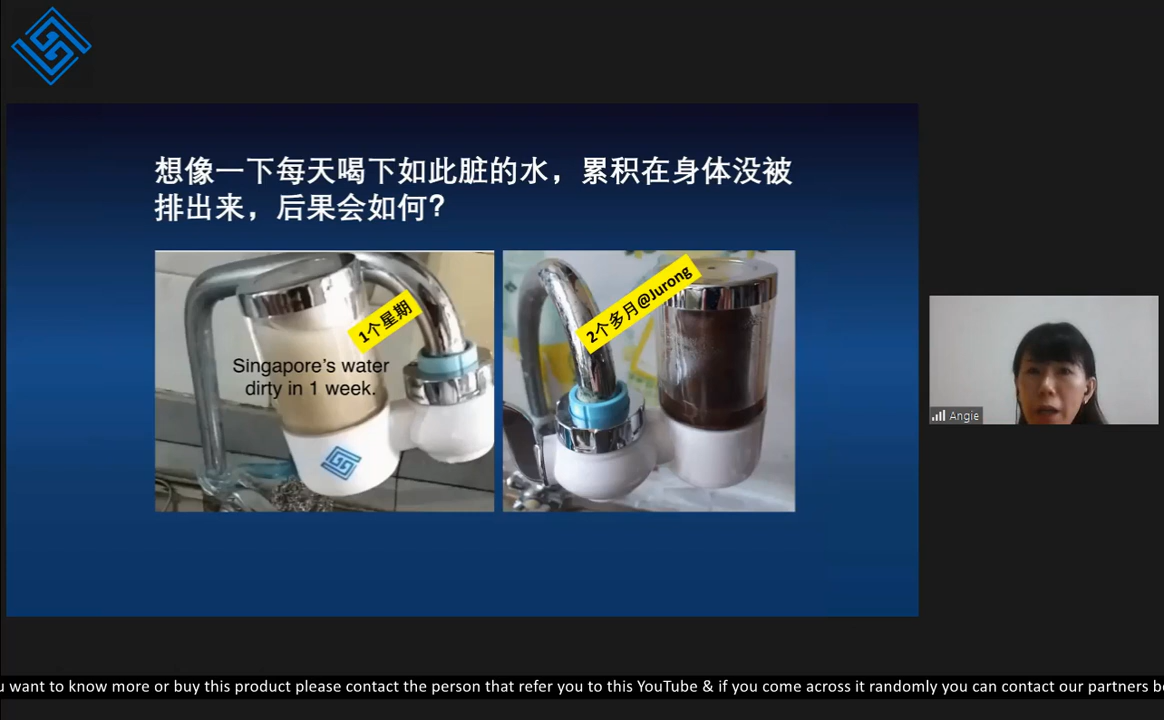 想像一下每天喝下如此脏的水，累积在身体没被
排出来，后果会如何?
1个星期
Singapore's water
dirty in 1 week.
2个多月@Jurong
Angie
want to know more or buy this product please contact the person that refer you to this YouTube & if you come across it randomly you can contact our partners